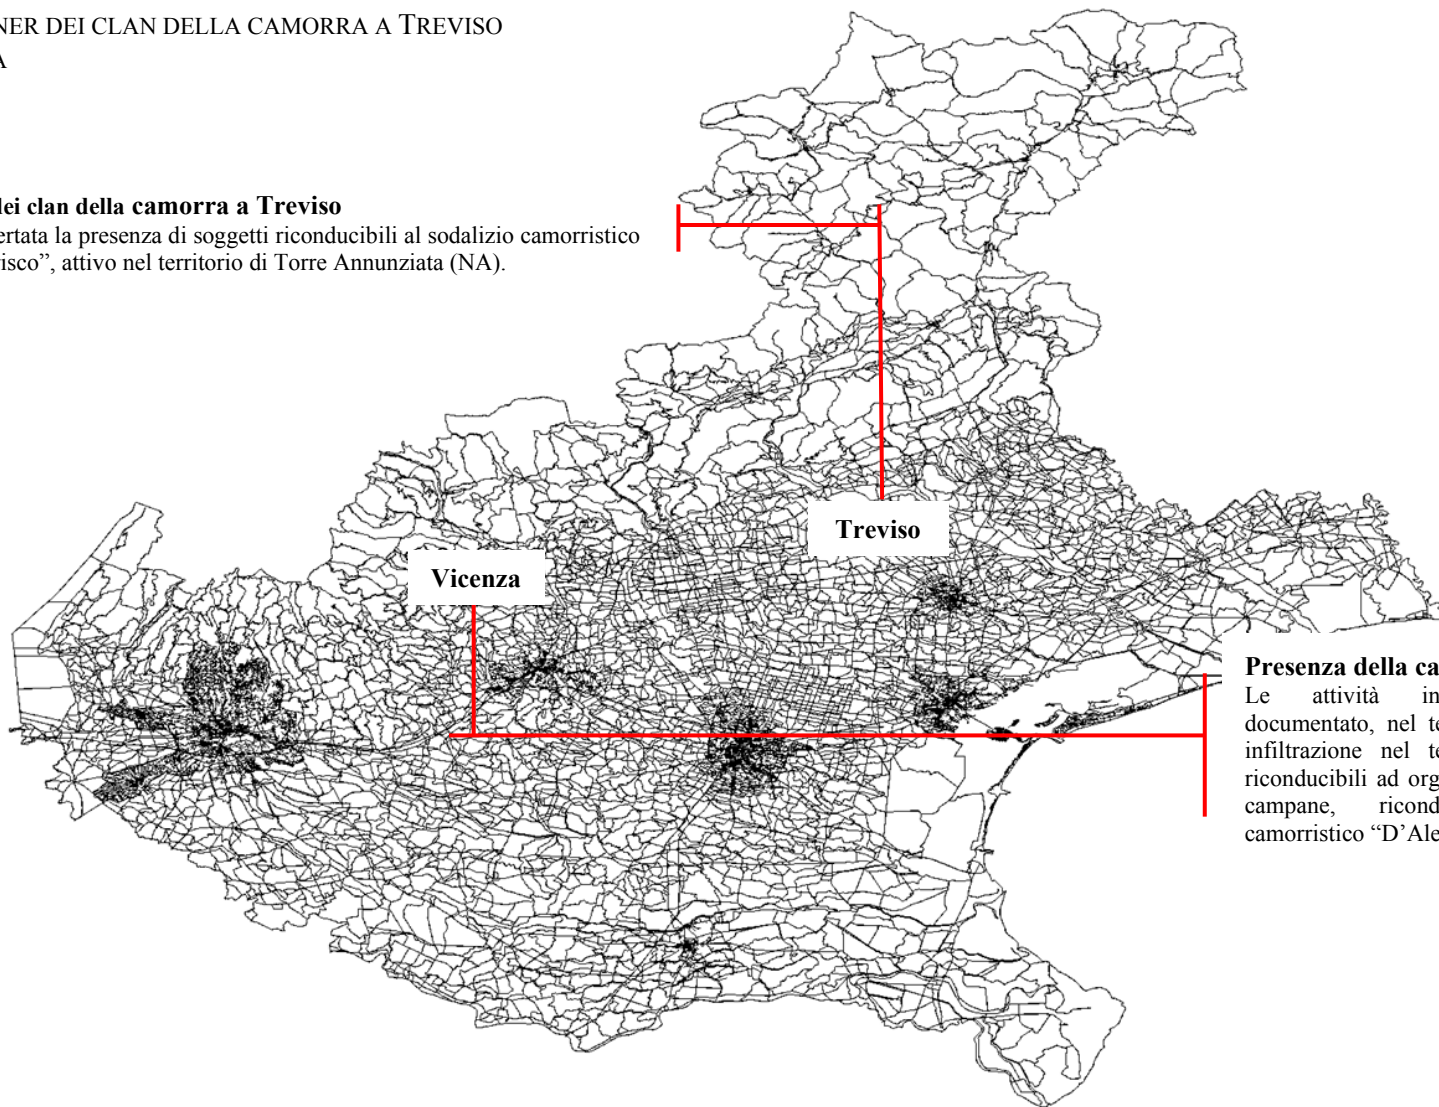 NER DEI CLAN DELLA CAMORRA A TREVISO
A
dei clan della camorra a Treviso
ertata la presenza di soggetti riconducibili al sodalizio camorristico
risco”, attivo nel territorio di Torre Annunziata (NA).
Treviso
Vicenza
Presenza della ca
Le attività in
documentato, nel te
infiltrazione nel te
riconducibili ad org
campane, ricond
camorristico “D’Ale